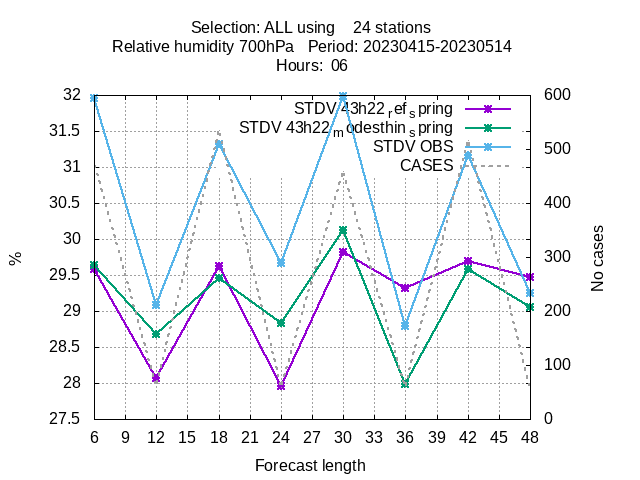 Selection: ALL using    24 stations
Relative humidity 700hPa   Period: 20230415-20230514
Hours:  06
STDV 43h22_ref_spring
STDV 43h22_modesthin_spring
STDV OBS
CASES
32
31.5
31
30.5
30
29.5
29
28.5
28
27.5
%
600
500
400
300
200
100
0
No cases
6 9 12 15 18 21 24 27 30 33 36 39 42 45 48
Forecast length